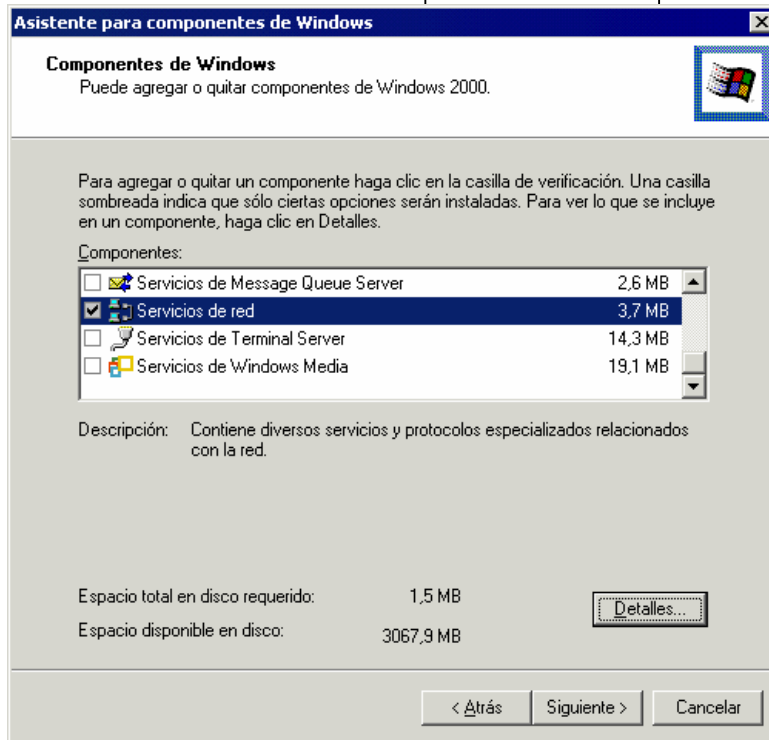 Asistente para componentes de Windows
Componentes de Windows
Puede agregar o quitar componentes de Windows 2000.
Para agregar o quitar un componente haga clic en la casilla de verificación. Una casilla
sombreada indica que sólo ciertas opciones serán instaladas. Para ver lo que se incluye
en un componente, haga clic en Detalles.
Componentes:
Servicios de Message Queue Server 2,6 MB
Servicios de red 3,7 MB
Servicios de Terminal Server 14,3 MB
Servicios de Windows Media 19,1 MB
Descripción: Contiene diversos servicios y protocolos especializados relacionados
con la red.
Espacio total en disco requerido: 1,5 MB
Detalles...
Espacio disponible en disco: 3067,9 MB
< Atrás Siguiente > Cancelar